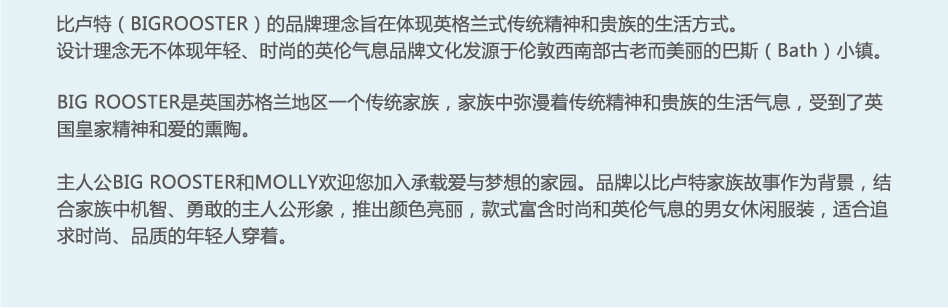 比卢特（BIGROOSTER）的品牌理念旨在体现英格兰式传统精神和贵族的生活方式。
设计理念无不体现年轻、时尚的英伦气息品牌文化发源于伦敦西南部古老而美丽的巴斯（Bath）小镇。
BIG ROOSTER是英国苏格兰地区一个传统家族，家族中弥漫着传统精神和贵族的生活气息，受到了英
国皇家精神和爱的熏陶。
主人公BIG ROOSTER和MOLLY欢迎您加入承载爱与梦想的家园。品牌以比卢特家族故事作为背景，结
合家族中机智、勇敢的主人公形象，推出颜色亮丽，款式富含时尚和英伦气息的男女休闲服装，适合追
求时尚、品质的年轻人穿着。